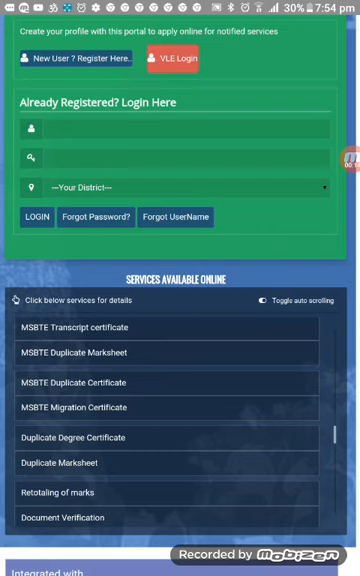 30% 7:54 pm
Create your profile with this portal to apply online for notified services
New User ? Register Here..
VLE Login
Already Registered? Login Here
---Your District---
LOGIN
Forgot Password?
Forgot UserName
SERVICES AVAILABLE ONLINE
Click below services for details
Toggle auto scrolling
MSBTE Transcript certificate
MSBTE Duplicate Marksheet
MSBTE Duplicate Certificate
MSBTE Migration Certificate
Duplicate Degree Certificate
Duplicate Marksheet
Retotaling of marks
Document Verification
Recorded by mobizen
Integrated with